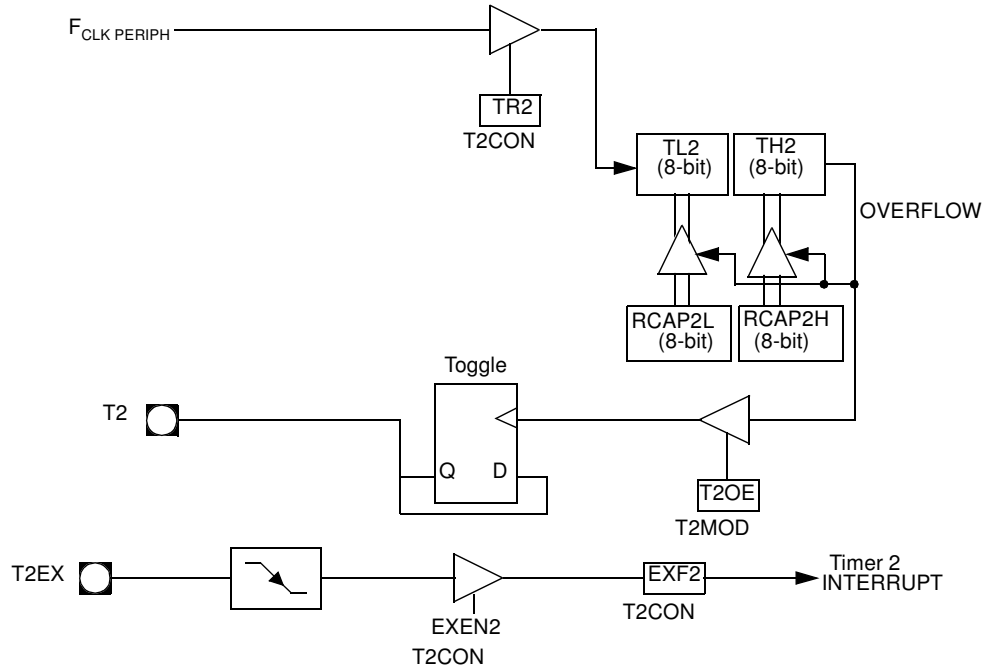 FCLK PERIPH
TR2
T2CON
TL2
(8-bit)
TH2
(8-bit)
OVERFLOW
RCAP2L
(8-bit)
RCAP2H
(8-bit)
Toggle
T2
Q D
T2OE
T2MOD
T2EX
EXEN2
T2CON
EXF2
T2CON
Timer 2
INTERRUPT